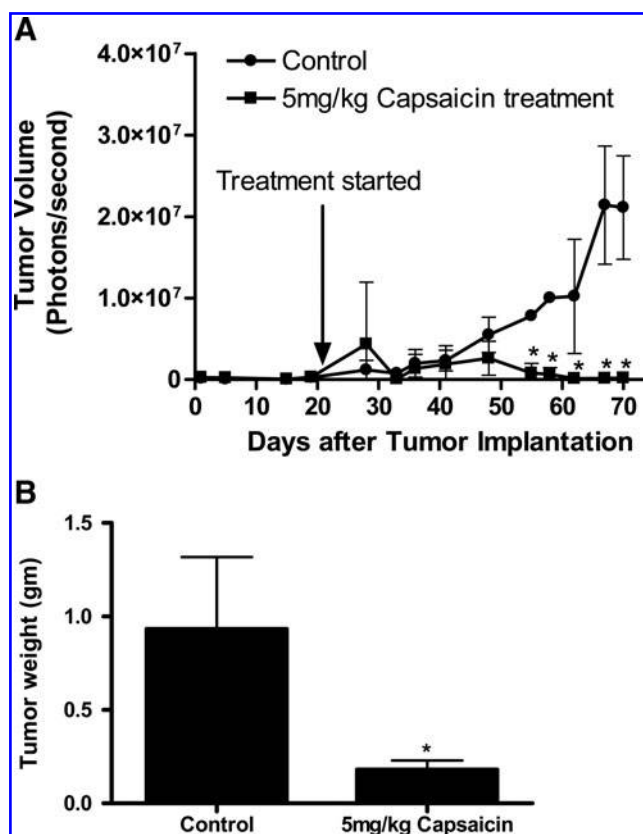 A
Tumor Volume
(Photons/second)
4.0×10⁷
3.0×10⁷
2.0×10⁷
1.0×10⁷
0
Control
5mg/kg Capsaicin treatment
Treatment started
* * * * *
0 10 20 30 40 50 60 70
Days after Tumor Implantation
B
Tumor weight (gm)
1.5
1.0
0.5
0.0
*
Control 5mg/kg Capsaicin